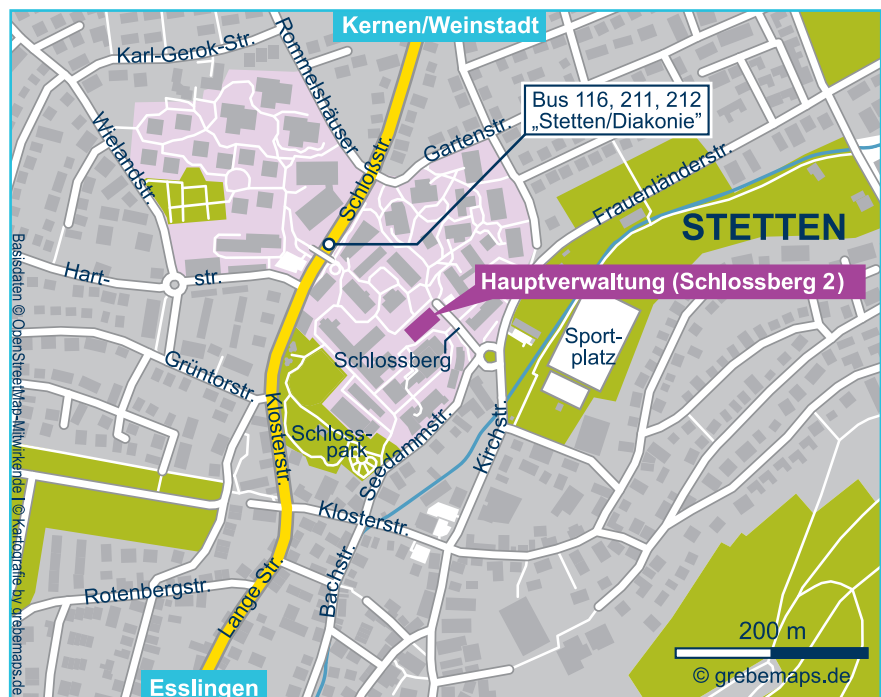 Kernen/Weinstadt
Karl-Gerok-Str.
Rommelshäuser
Bus 116, 211, 212
„Stetten/Diakonie”
Wielandstr.
Gartenstr.
Schloßstr.
Frauenländerstr.
STETTEN
Hart-
str.
Hauptverwaltung (Schlossberg 2)
Sport-
platz
Schlossberg
Grüntorstr.
Klosterstr.
Schloss-
park
Seedammstr.
Kirchstr.
Klosterstr.
Bachstr.
Rotenbergstr.
Lange Str.
Esslingen
200 m
© grebemaps.de
Basisdaten © OpenStreetMap-Mitwirkende | © Kartografie by grebemaps.de